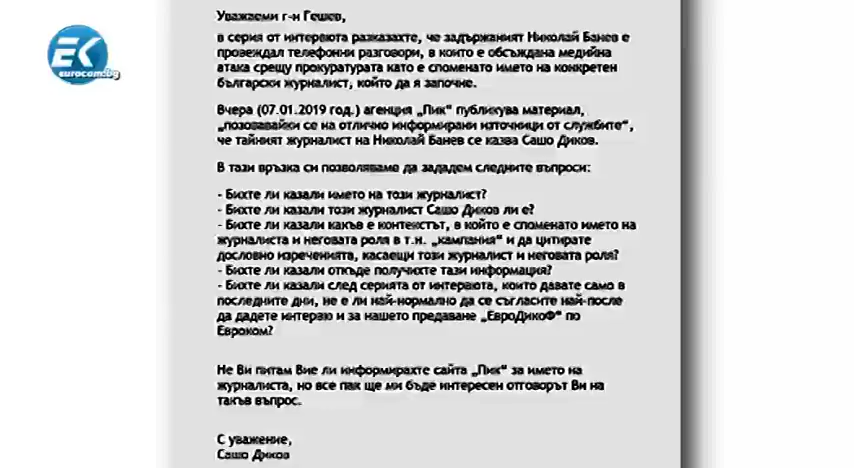 EK
eurocom.bg
Уважаеми г-н Гешев,
в серия от интервюта разказахте, че задържаният Николай Банев е
провеждал телефонни разговори, в които е обсъждана медийна
атака срещу прокуратурата като е споменато името на конкретен
български журналист, който да я започне.
Вчера (07.01.2019 год.) агенция „Пик“ публикува материал,
„позовавайки се на отлично информирани източници от службите“,
че тайният журналист на Николай Банев се казва Сашо Диков.
В тази връзка си позволяваме да зададем следните въпроси:
- Бихте ли казали името на този журналист?
- Бихте ли казали този журналист Сашо Диков ли е?
- Бихте ли казали какъв е контекстът, в който е споменато името на
журналиста и неговата роля в т.н. „кампания“ и да цитирате
дословно изреченията, касаещи този журналист и неговата роля?
- Бихте ли казали откъде получихте тази информация?
- Бихте ли казали след серията от интервюта, които давате само в
последните дни, не е ли най-нормално да се съгласите най-после
да дадете интервю и за нашето предаване „ЕвроДикоФ“ по
Евроком?
Не Ви питам Вие ли информирахте сайта „Пик“ за името на
журналиста, но все пак ще ми бъде интересен отговорът Ви на
такъв въпрос.
С уважение,
Сашо Диков